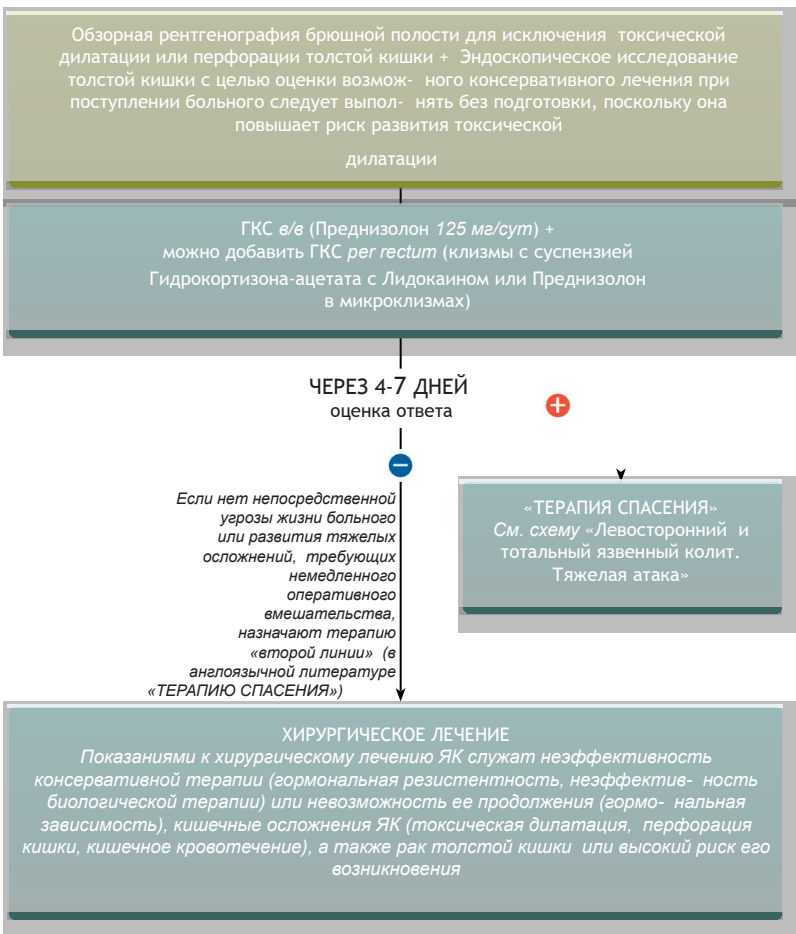 Обзорная рентгенография брюшной полости для исключения токсической
дилатации или перфорации толстой кишки + Эндоскопическое исследование
толстой кишки с целью оценки возмож- ного консервативного лечения при
поступлении больного следует выпол- нять без подготовки, поскольку она
повышает риск развития токсической
дилатации
ГКС в/в (Преднизолон 125 мг/сут) +
можно добавить ГКС per rectum (клизмы с суспензией
Гидрокортизона-ацетата с Лидокаином или Преднизолон
в микроклизмах)
ЧЕРЕЗ 4-7 ДНЕЙ
оценка ответа
Если нет непосредственной
угрозы жизни больного
или развития тяжелых
осложнений, требующих
немедленного
оперативного
вмешательства,
назначают терапию
«второй линии» (в
англоязычной литературе
«ТЕРАПИЮ СПАСЕНИЯ»)
«ТЕРАПИЯ СПАСЕНИЯ»
См. схему «Левосторонний и
тотальный язвенный колит.
Тяжелая атака»
ХИРУРГИЧЕСКОЕ ЛЕЧЕНИЕ
Показаниями к хирургическому лечению ЯК служат неэффективность
консервативной терапии (гормональная резистентность, неэффектив- ность
биологической терапии) или невозможность ее продолжения (гормо- нальная
зависимость), кишечные осложнения ЯК (токсическая дилатация, перфорация
кишки, кишечное кровотечение), а также рак толстой кишки или высокий риск его
возникновения